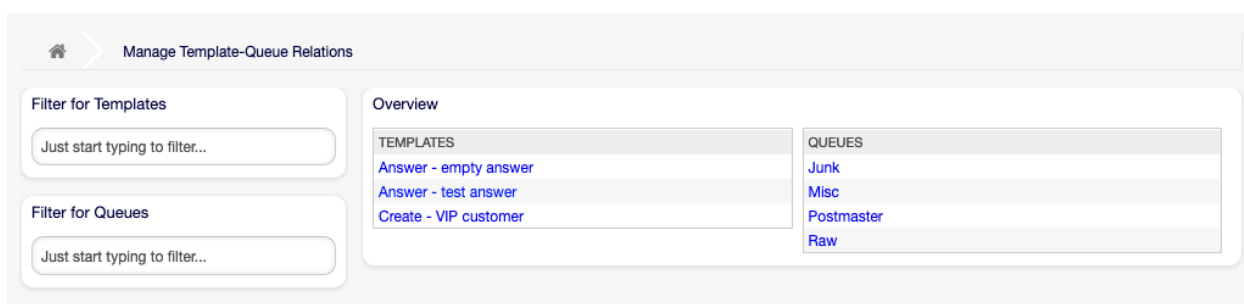 Manage Template-Queue Relations
Filter for Templates
Just start typing to filter...
Filter for Queues
Just start typing to filter...
Overview
TEMPLATES
Answer - empty answer
Answer - test answer
Create - VIP customer
QUEUES
Junk
Misc
Postmaster
Raw